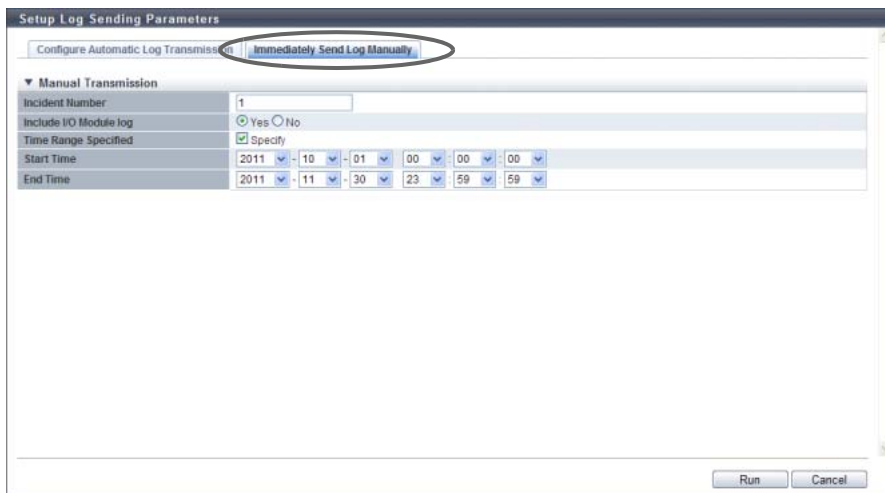 Setup Log Sending Parameters
Configure Automatic Log Transmission Immediately Send Log Manually
▼ Manual Transmission
Incident Number 1
Include I/O Module log Yes No
Time Range Specified Specify
Start Time 2011 - 10 - 01 00 : 00 : 00
End Time 2011 - 11 - 30 23 : 59 : 59
Run Cancel